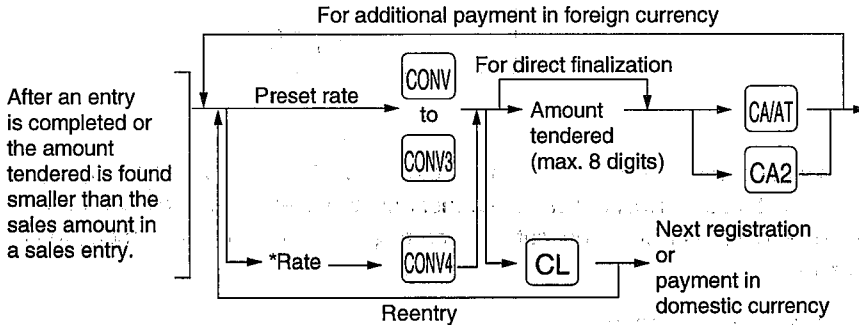 For additional payment in foreign currency
After an entry
is completed or
the amount
tendered is found
smaller than the
sales amount in
a sales entry.
Preset rate
CONV
to
CONV3
For direct finalization
Amount
tendered
(max. 8 digits)
CA/AT
CA2
*Rate
CONV4
CL
Next registration
or
payment in
domestic currency
Reentry